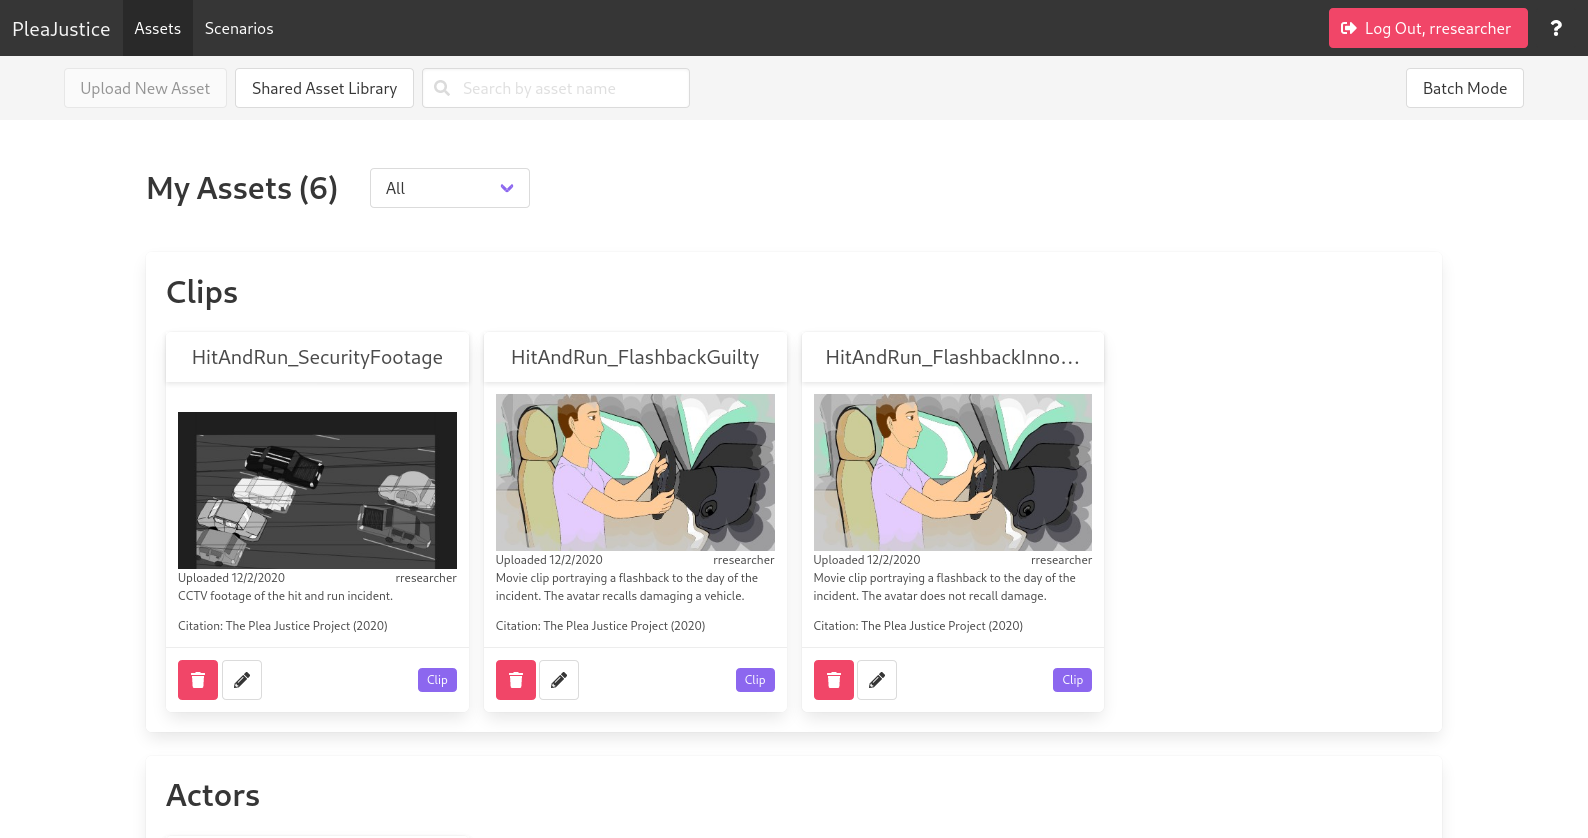 PleaJustice Assets Scenarios Log Out, rresearcher ?
Upload New Asset Shared Asset Library Search by asset name Batch Mode
My Assets (6) All
Clips
HitAndRun_SecurityFootage
Uploaded 12/2/2020 rresearcher
CCTV footage of the hit and run incident.
Citation: The Plea Justice Project (2020)
Clip
HitAndRun_FlashbackGuilty
Uploaded 12/2/2020 rresearcher
Movie clip portraying a flashback to the day of the
incident. The avatar recalls damaging a vehicle.
Citation: The Plea Justice Project (2020)
Clip
HitAndRun_FlashbackInno...
Uploaded 12/2/2020 rresearcher
Movie clip portraying a flashback to the day of the
incident. The avatar does not recall damage.
Citation: The Plea Justice Project (2020)
Clip
Actors